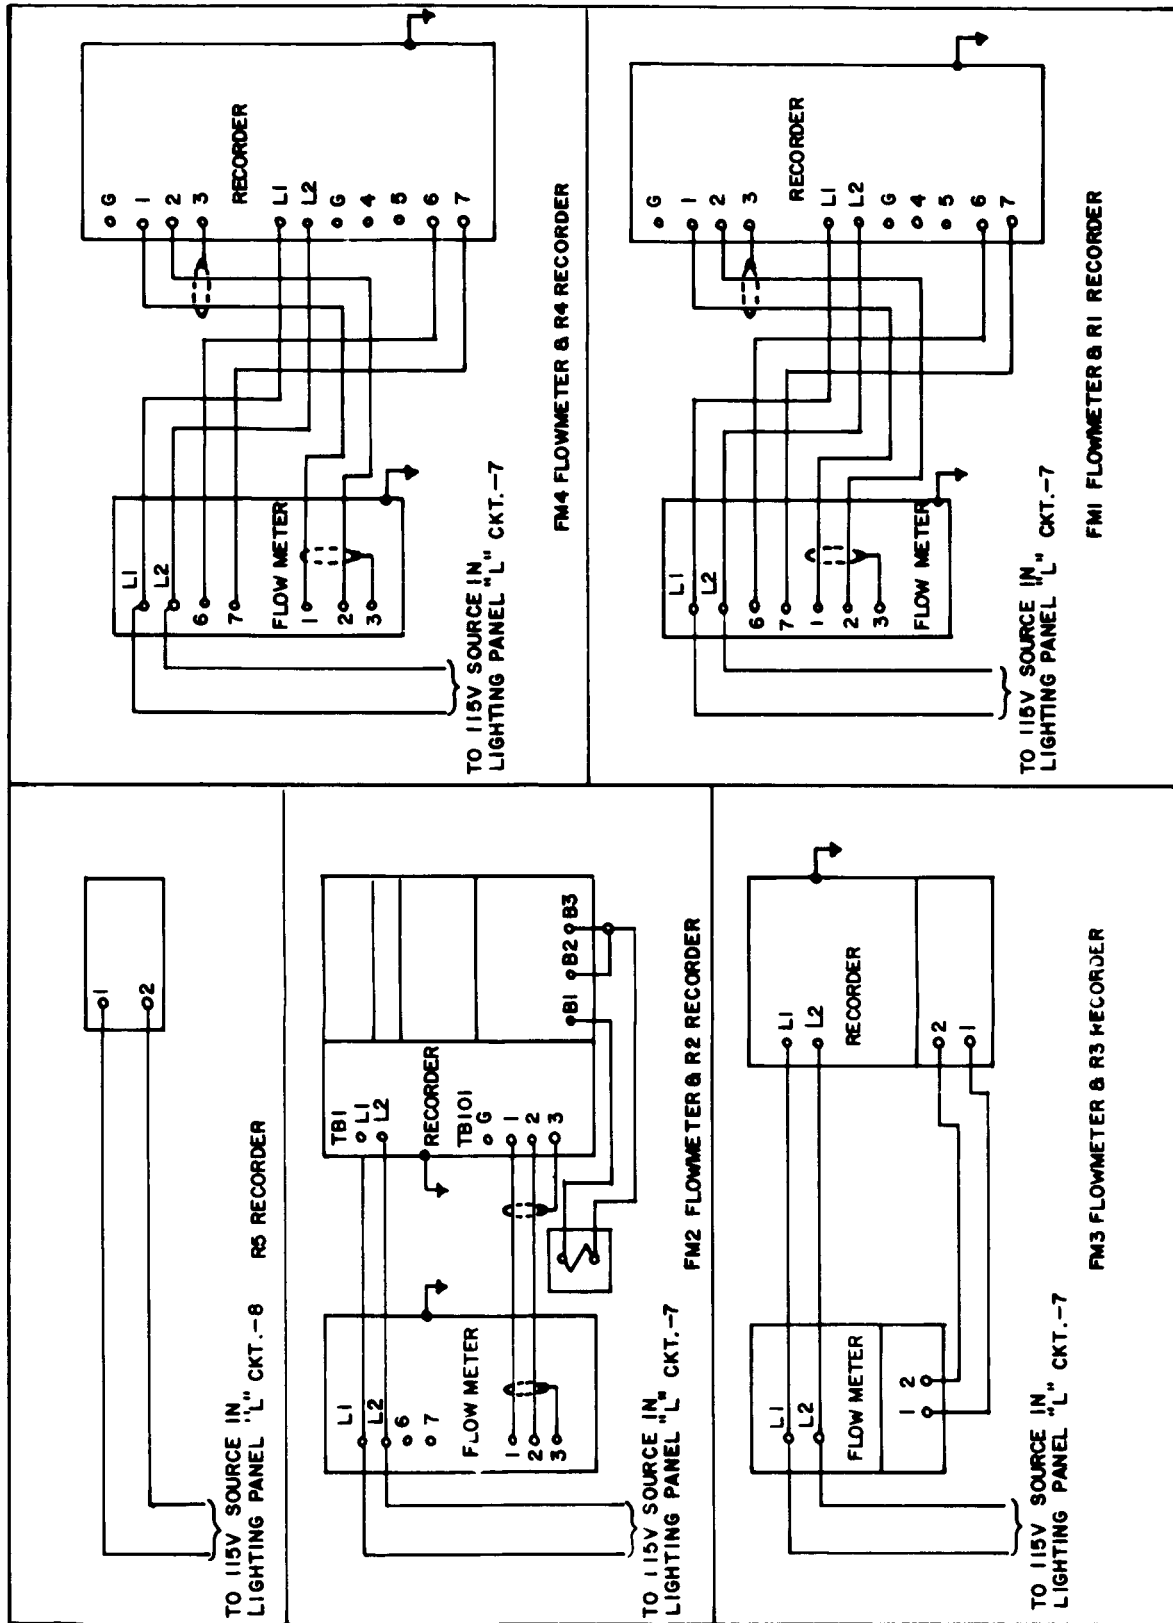 1
2
TO 115V SOURCE IN
LIGHTING PANEL "L" CKT.-8
R5 RECORDER
L1
L2
6
7
FLOW METER
1
2
3
TB1
L1
L2
RECORDER
TB101
G
1
2
3
B1 B2 B3
TO 115V SOURCE IN
LIGHTING PANEL "L" CKT.-7
FM2 FLOWMETER & R2 RECORDER
L1
L2
FLOW METER
1 2
L1
L2
RECORDER
2
1
TO 115V SOURCE IN
LIGHTING PANEL "L" CKT.-7
FM3 FLOWMETER & R3 RECORDER
L1
L2
6
7
FLOW METER
1
2
3
G
1
2
3
RECORDER
L1
L2
G
4
5
6
7
TO 115V SOURCE IN
LIGHTING PANEL "L" CKT.-7
FM4 FLOWMETER & R4 RECORDER
L1
L2
6
7
1
2
3
FLOW METER
G
1
2
3
RECORDER
L1
L2
G
4
5
6
7
TO 115V SOURCE IN
LIGHTING PANEL "L" CKT.-7
FM1 FLOWMETER & R1 RECORDER